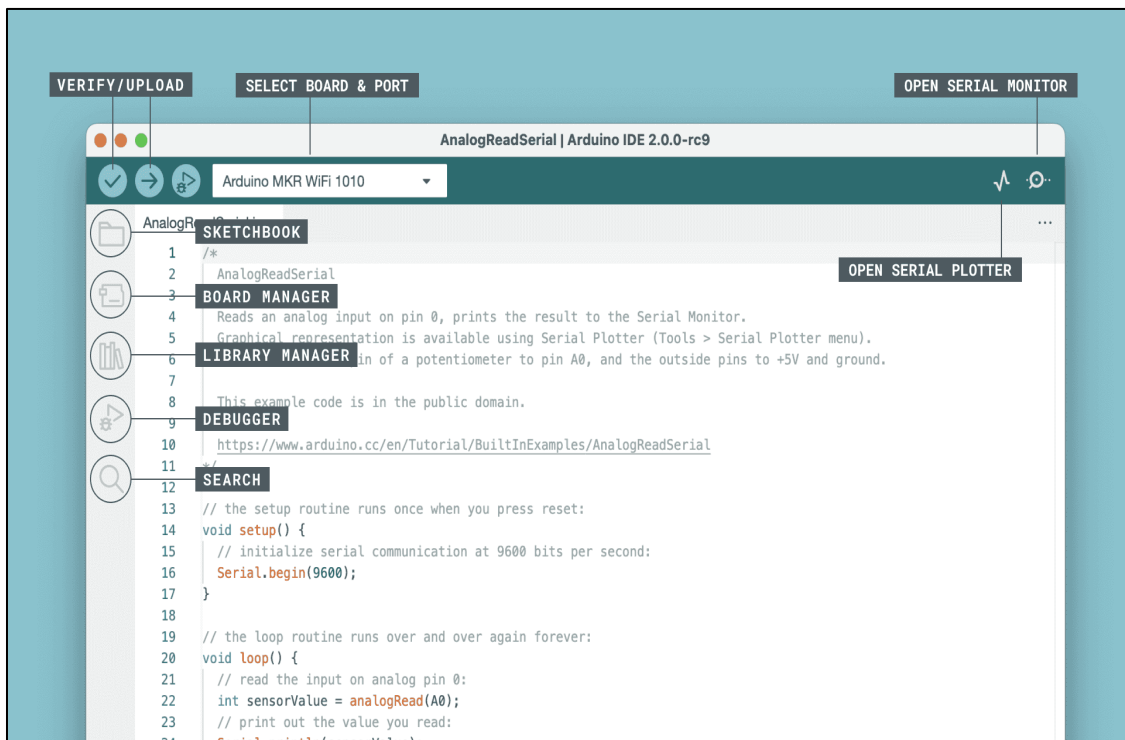 VERIFY/UPLOAD
SELECT BOARD & PORT
OPEN SERIAL MONITOR
AnalogReadSerial | Arduino IDE 2.0.0-rc9
Arduino MKR WiFi 1010
SKETCHBOOK
OPEN SERIAL PLOTTER
BOARD MANAGER
LIBRARY MANAGER
DEBUGGER
SEARCH
1 /*
2 AnalogReadSerial
3
4 Reads an analog input on pin 0, prints the result to the Serial Monitor.
5 Graphical representation is available using Serial Plotter (Tools > Serial Plotter menu).
6 of a potentiometer to pin A0, and the outside pins to +5V and ground.
7
8 This example code is in the public domain.
9
10 https://www.arduino.cc/en/Tutorial/BuiltInExamples/AnalogReadSerial
11 */
12
13 // the setup routine runs once when you press reset:
14 void setup() {
15 // initialize serial communication at 9600 bits per second:
16 Serial.begin(9600);
17 }
18
19 // the loop routine runs over and over again forever:
20 void loop() {
21 // read the input on analog pin 0:
22 int sensorValue = analogRead(A0);
23 // print out the value you read: